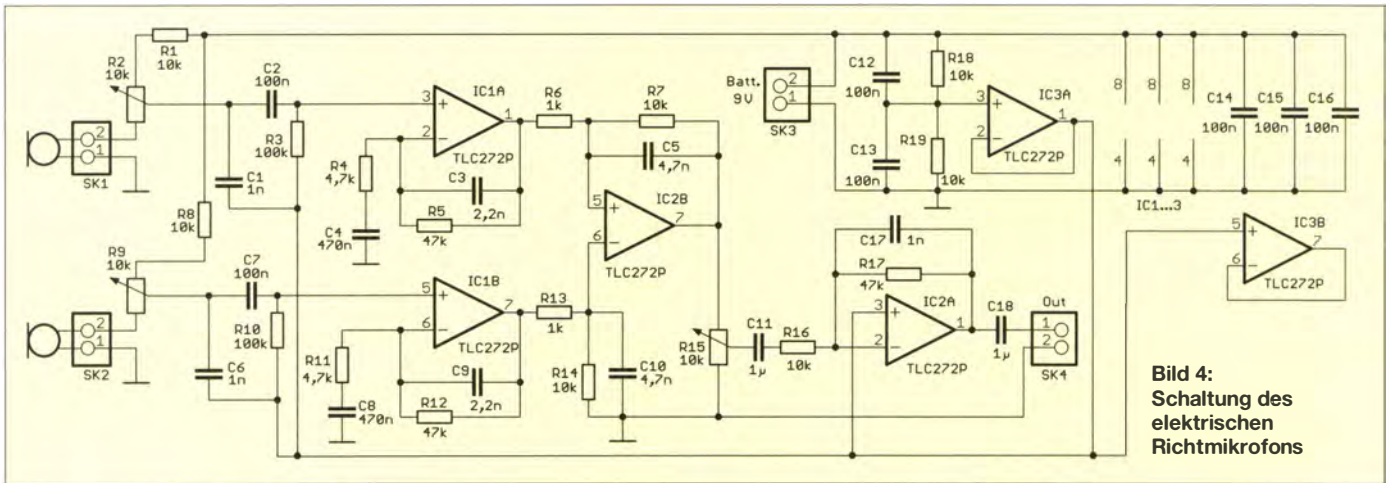 R1
10k
R2
10k
C2
100n
R3
100k
C1
1n
2
1
SK1
R8
10k
R9
10k
C7
100n
R10
100k
C6
1n
2
1
SK2
R4
4,7k
C4
470n
3
+
2
−
1
IC1A
TLC272P
C3
2,2n
R5
47k
R11
4,7k
C8
470n
5
+
6
−
7
IC1B
TLC272P
C9
2,2n
R12
47k
R6
1k
R7
10k
C5
4,7n
5
+
6
−
7
IC2B
TLC272P
R13
1k
R14
10k
C10
4,7n
R15
10k
C11
1µ
R16
10k
C17
1n
R17
47k
3
+
2
−
1
IC2A
TLC272P
C18
1µ
Out
1
2
SK4
Batt.
9V
2
1
SK3
C12
100n
C13
100n
R18
10k
R19
10k
3
+
2
−
1
IC3A
TLC272P
8 8 8
4 4 4
IC1...3
C14
100n
C15
100n
C16
100n
5
+
6
−
7
IC3B
TLC272P
Bild 4:
Schaltung des
elektrischen
Richtmikrofons